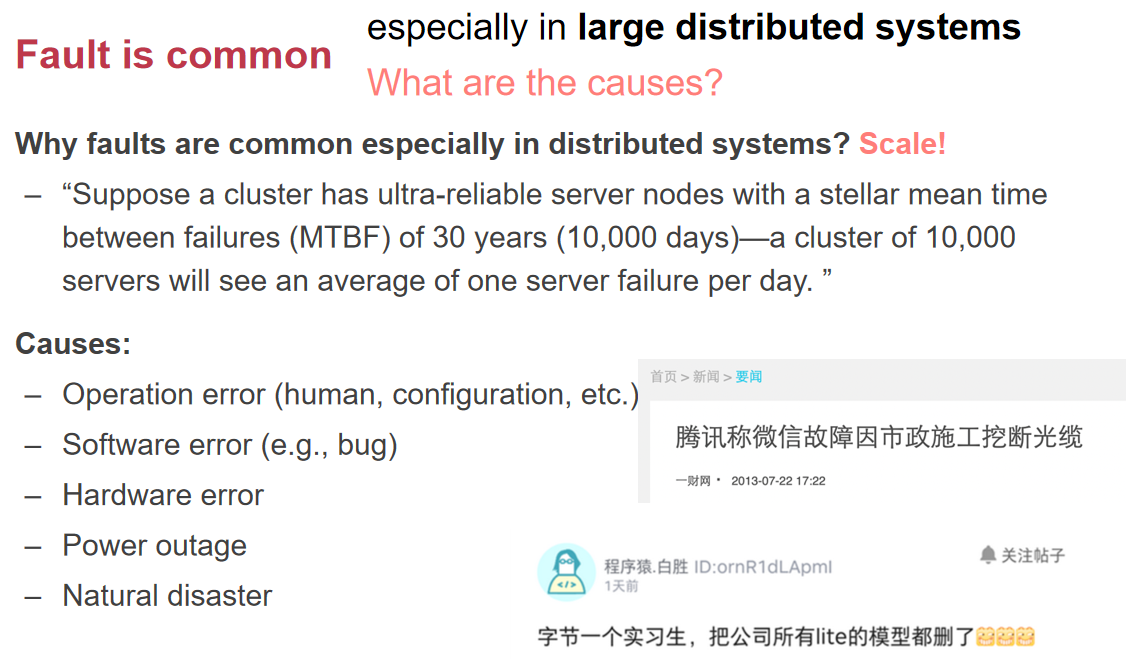 Fault is common
especially in large distributed systems
What are the causes?
Why faults are common especially in distributed systems? Scale!
– “Suppose a cluster has ultra-reliable server nodes with a stellar mean time
between failures (MTBF) of 30 years (10,000 days)—a cluster of 10,000
servers will see an average of one server failure per day. ”
Causes:
– Operation error (human, configuration, etc.)
– Software error (e.g., bug)
– Hardware error
– Power outage
– Natural disaster
首页 > 新闻 > 要闻
腾讯称微信故障因市政施工挖断光缆
一财网 • 2013-07-22 17:22
程序猿.白胜 ID:ornR1dLApmI
1天前
关注帖子
字节一个实习生，把公司所有lite的模型都删了😬😬😬